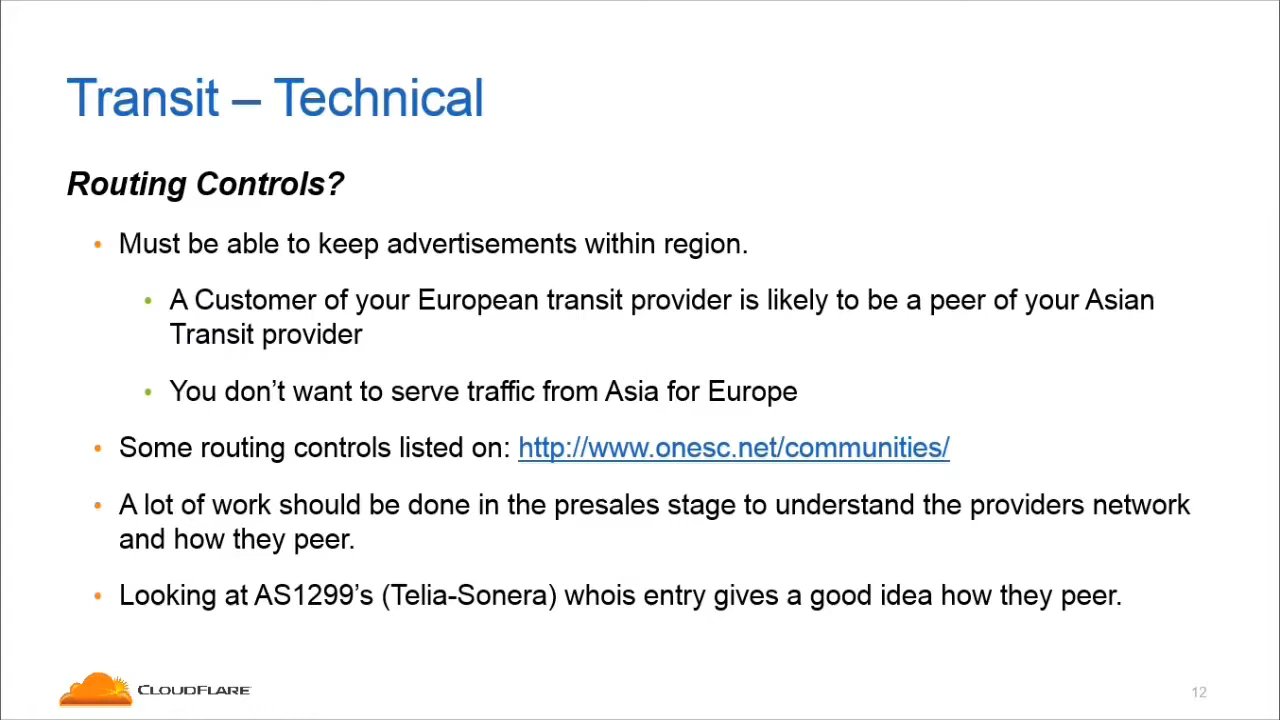 Transit – Technical
Routing Controls?
• Must be able to keep advertisements within region.
• A Customer of your European transit provider is likely to be a peer of your Asian
Transit provider
• You don’t want to serve traffic from Asia for Europe
• Some routing controls listed on: http://www.onesc.net/communities/
• A lot of work should be done in the presales stage to understand the providers network
and how they peer.
• Looking at AS1299’s (Telia-Sonera) whois entry gives a good idea how they peer.
CLOUDFLARE
12